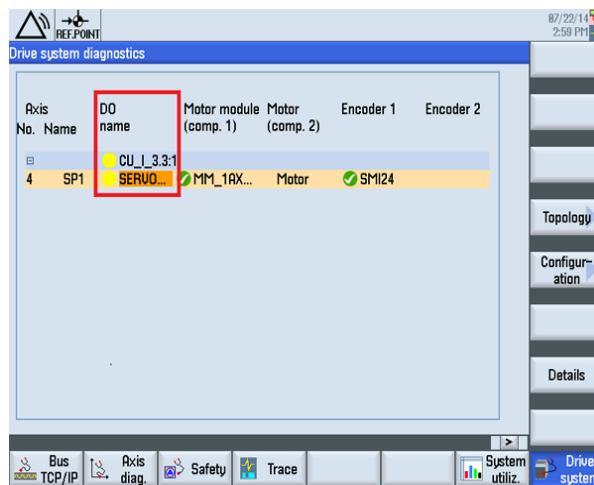 REF.POINT
07/22/14
2:59 PM
Drive system diagnostics
Axis DO Motor module Motor Encoder 1 Encoder 2
No. Name name (comp. 1) (comp. 2)
CU_I_3.3:1
4 SP1 SERVO... MM_1AX... Motor SMI24
Topology
Configur-
ation
Details
>
Bus TCP/IP
Axis diag.
Safety
Trace
System utiliz.
Drive system